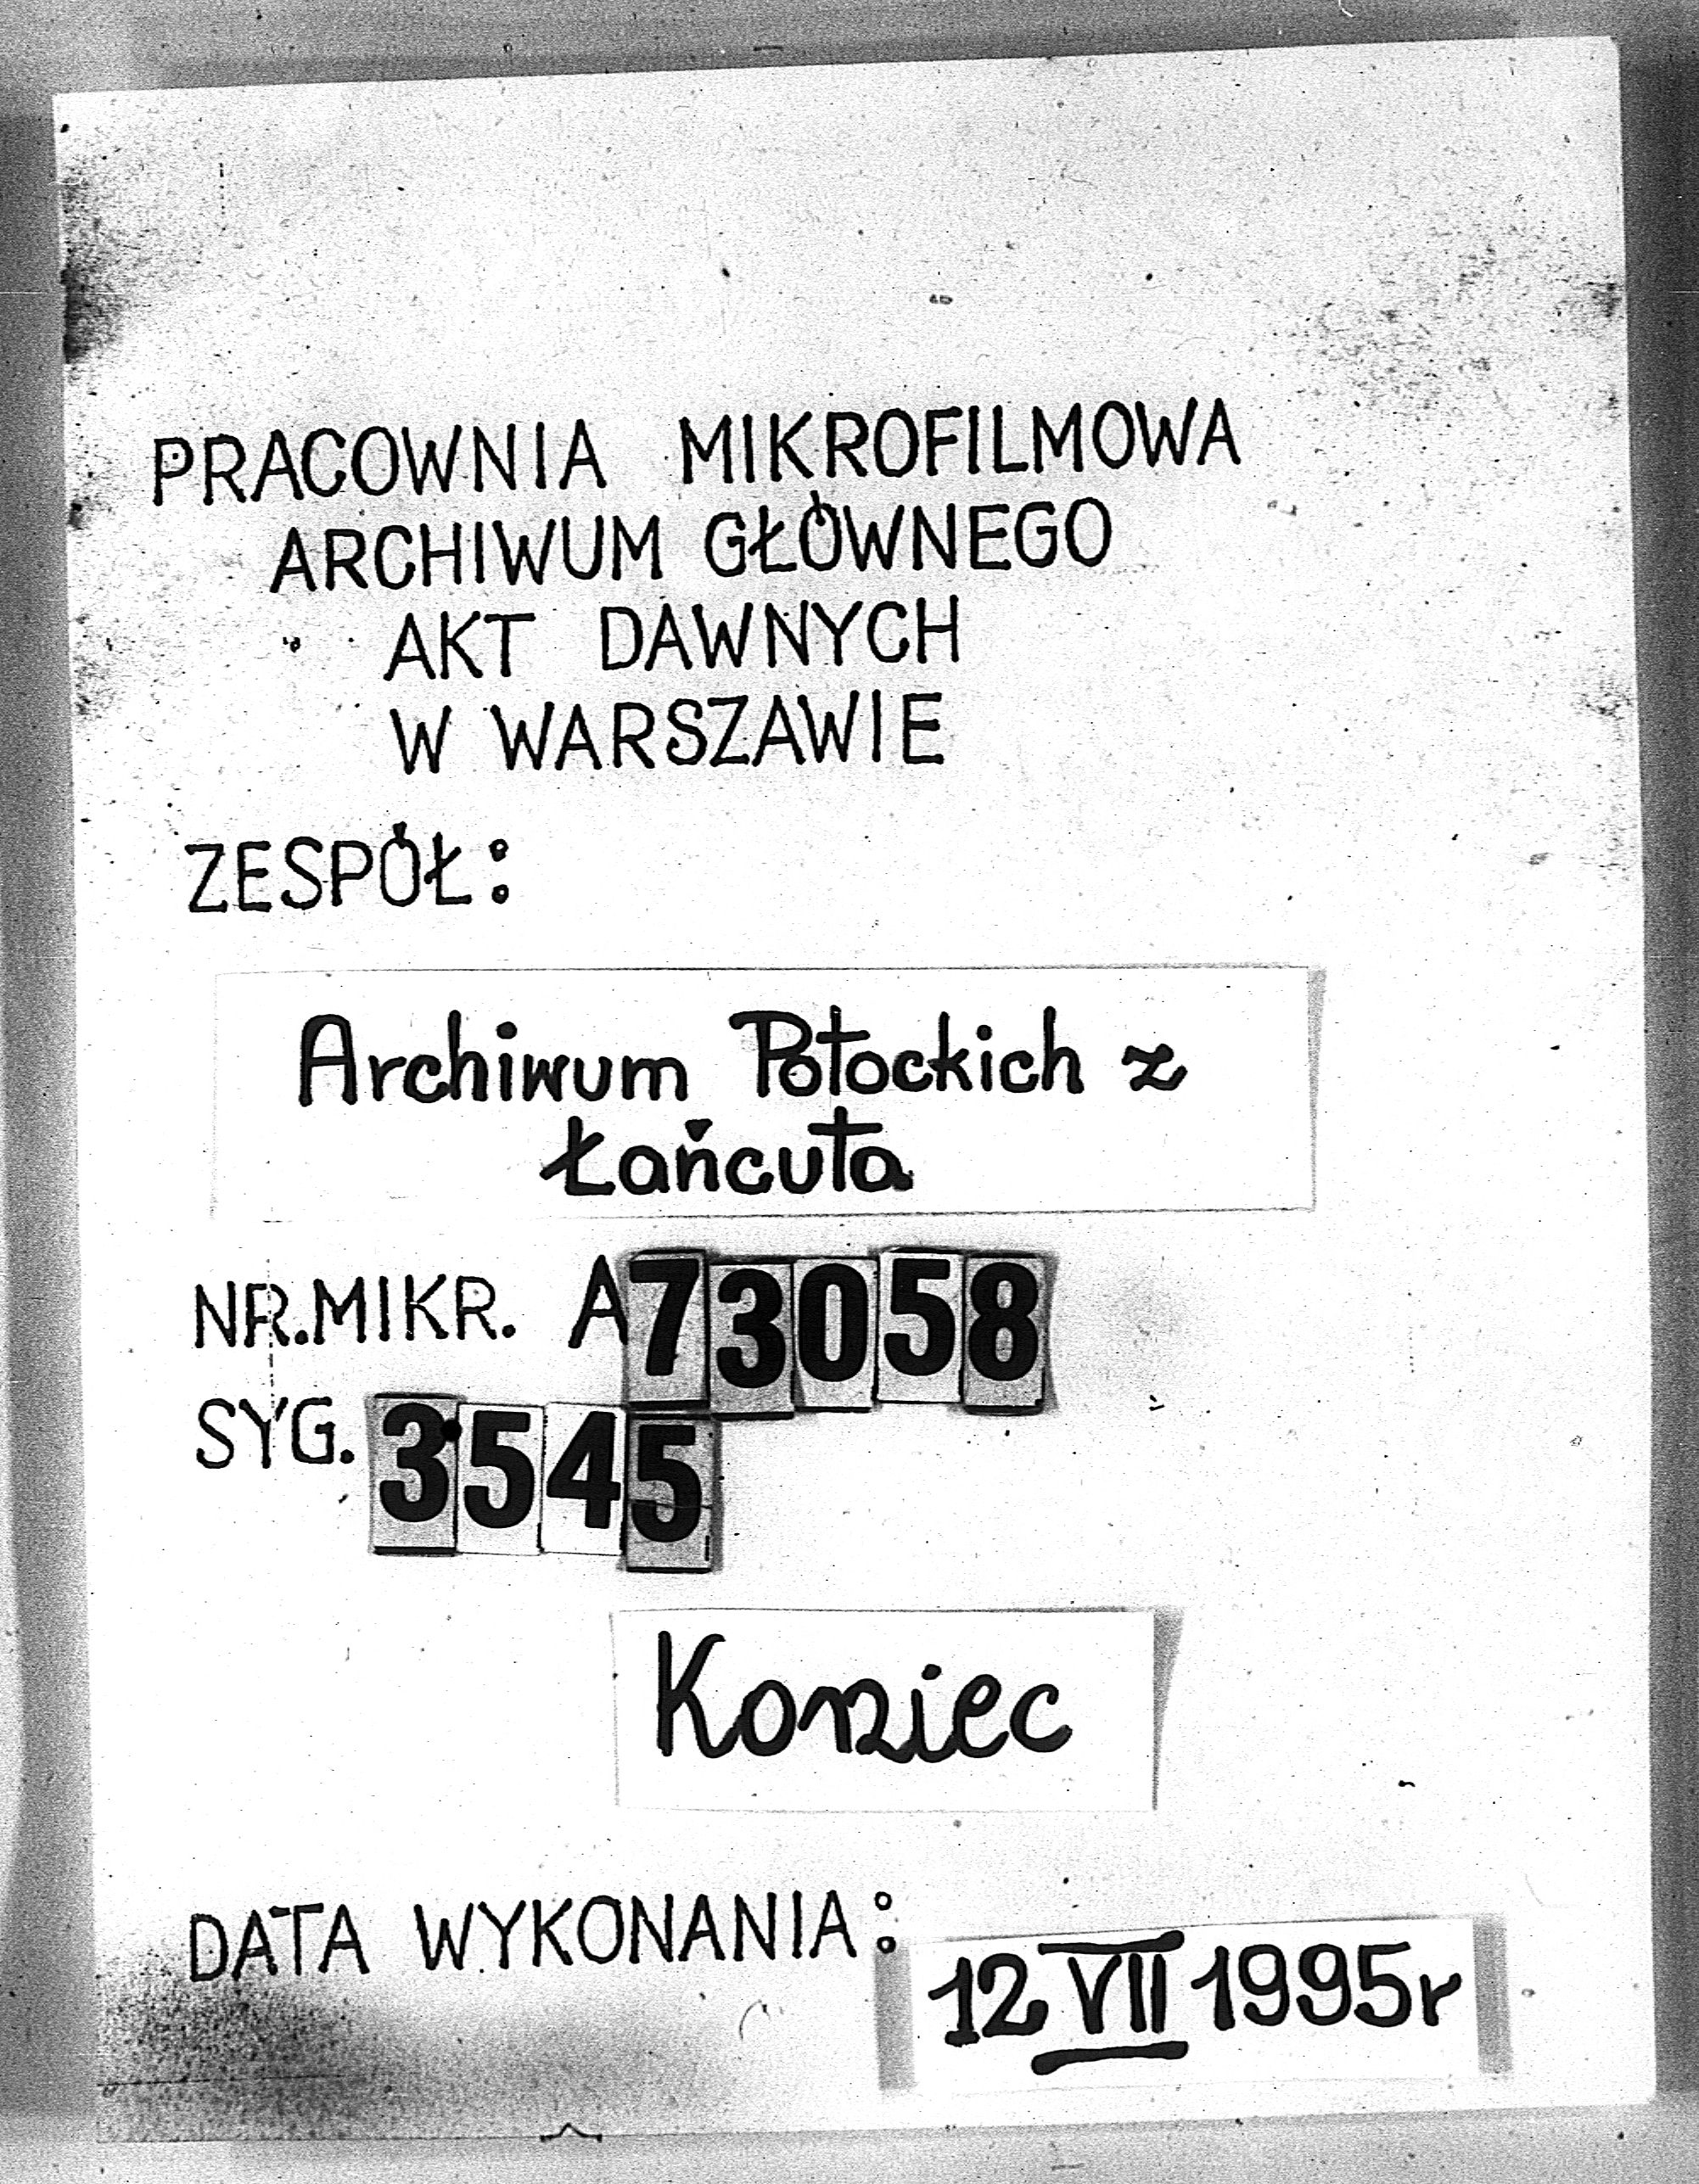 PRACOWNIA MIKROFILMOWA
ARCHIWUM GŁÓWNEGO
AKT DAWNYCH
W WARSZAWIE
ZESPÓŁ:
Archiwum Potockich z
Łańcuta
NR.MIKR. A73058
SYG. 3545
Koniec
DATA WYKONANIA: 12 VII 1995r